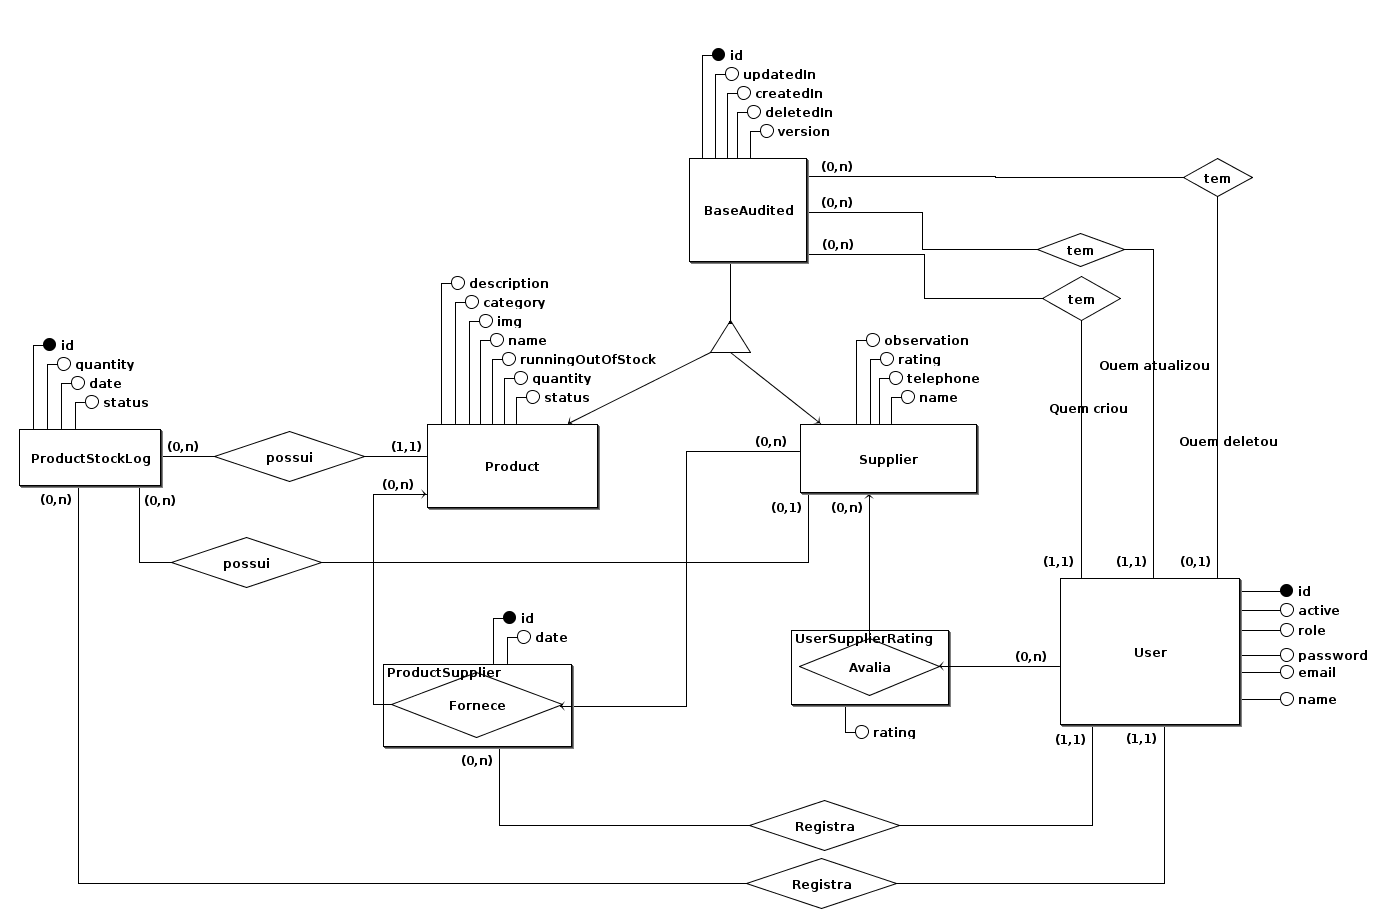 id
updatedIn
createdIn
deletedIn
version
BaseAudited
(0,n)
tem
(0,n)
tem
(0,n)
tem
description
category
img
name
runningOutOfStock
quantity
status
id
quantity
date
status
observation
rating
telephone
name
Quem atualizou
Quem criou
Quem deletou
ProductStockLog
(0,n)
possui
(1,1)
Product
(0,n)
(0,n)
Supplier
(0,n)
(0,n)
(0,1)
(0,n)
possui
(1,1)
(1,1)
(0,1)
id
active
role
password
email
name
User
id
date
ProductSupplier
Fornece
UserSupplierRating
Avalia
(0,n)
rating
(0,n)
(1,1)
(1,1)
Registra
Registra